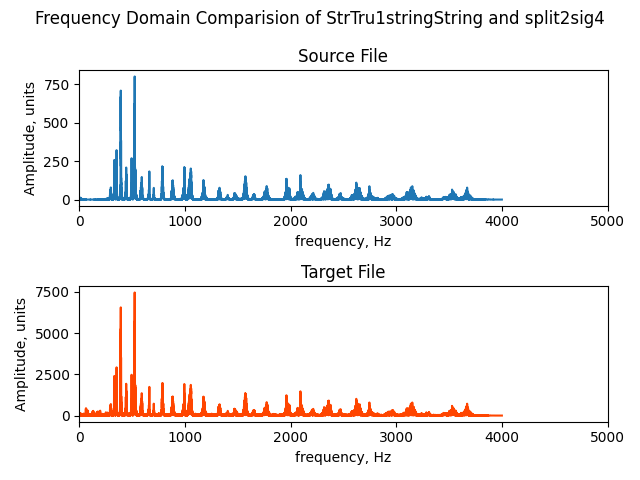 Frequency Domain Comparision of StrTru1stringString and split2sig4
Source File
Amplitude, units
750
500
250
0
0 1000 2000 3000 4000 5000
frequency, Hz
Target File
Amplitude, units
7500
5000
2500
0
0 1000 2000 3000 4000 5000
frequency, Hz